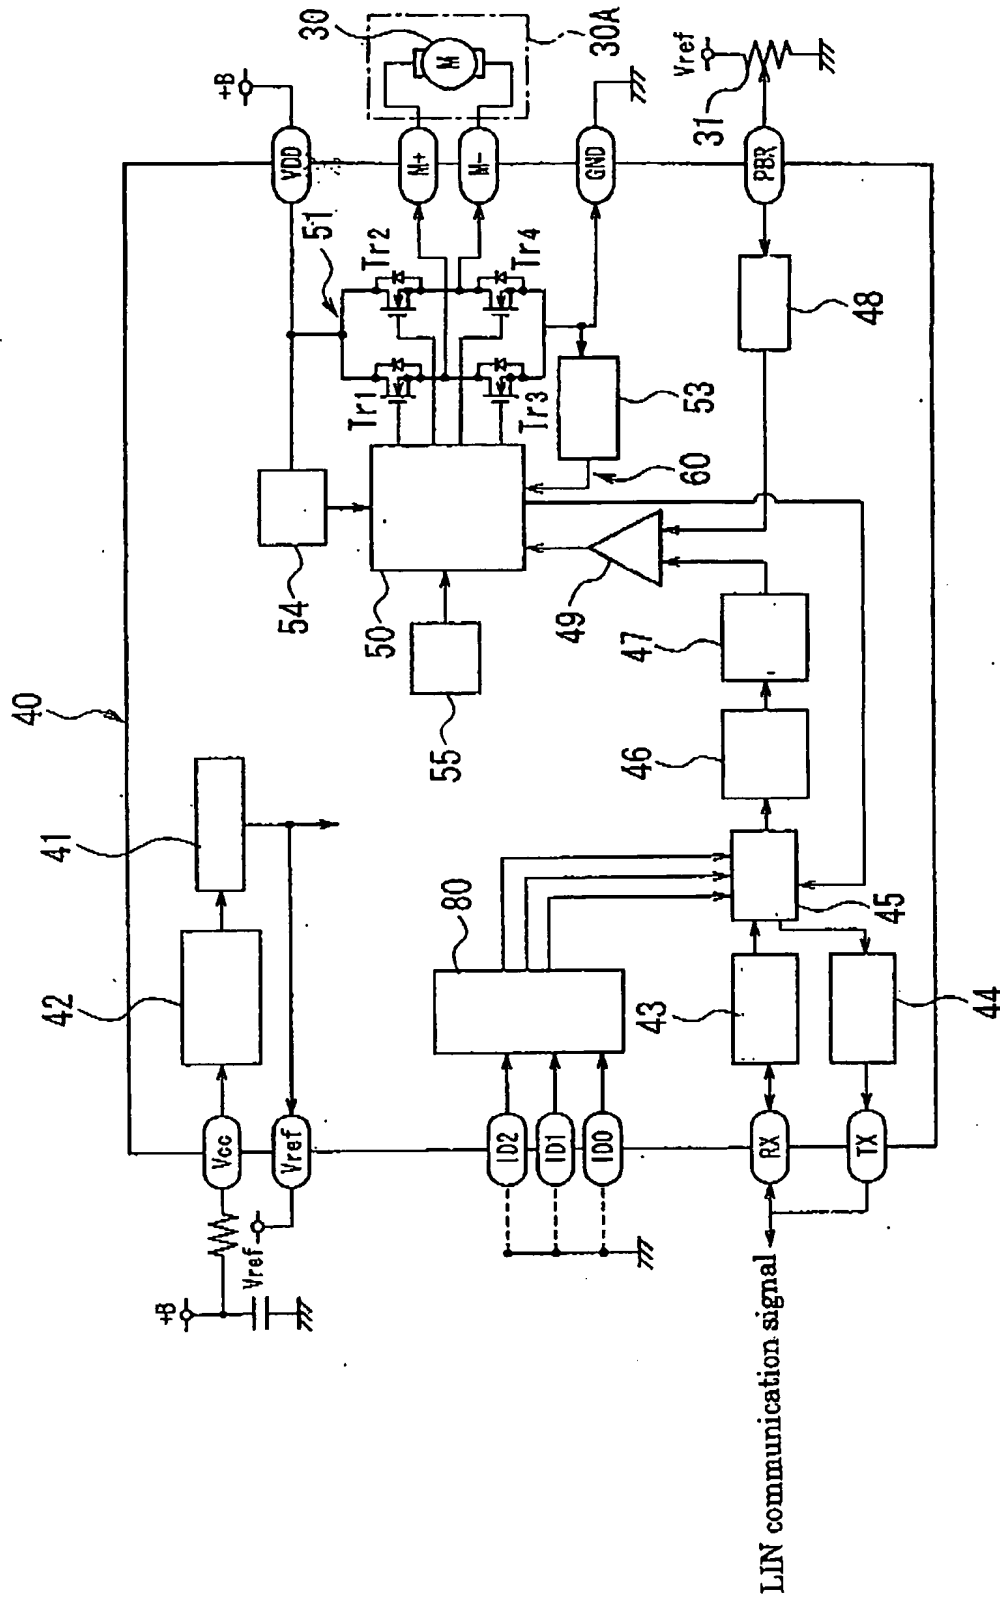 40
+B
Vcc
42
41
Vref
Vref
54
VDD
+B
51
30
M
30A
M+
M-
Tr1
Tr2
Tr3
Tr4
50
55
GND
53
60
49
80
ID2
ID1
ID0
31
Vref
PBR
48
47
46
45
43
44
RX
TX
LIN communication signal